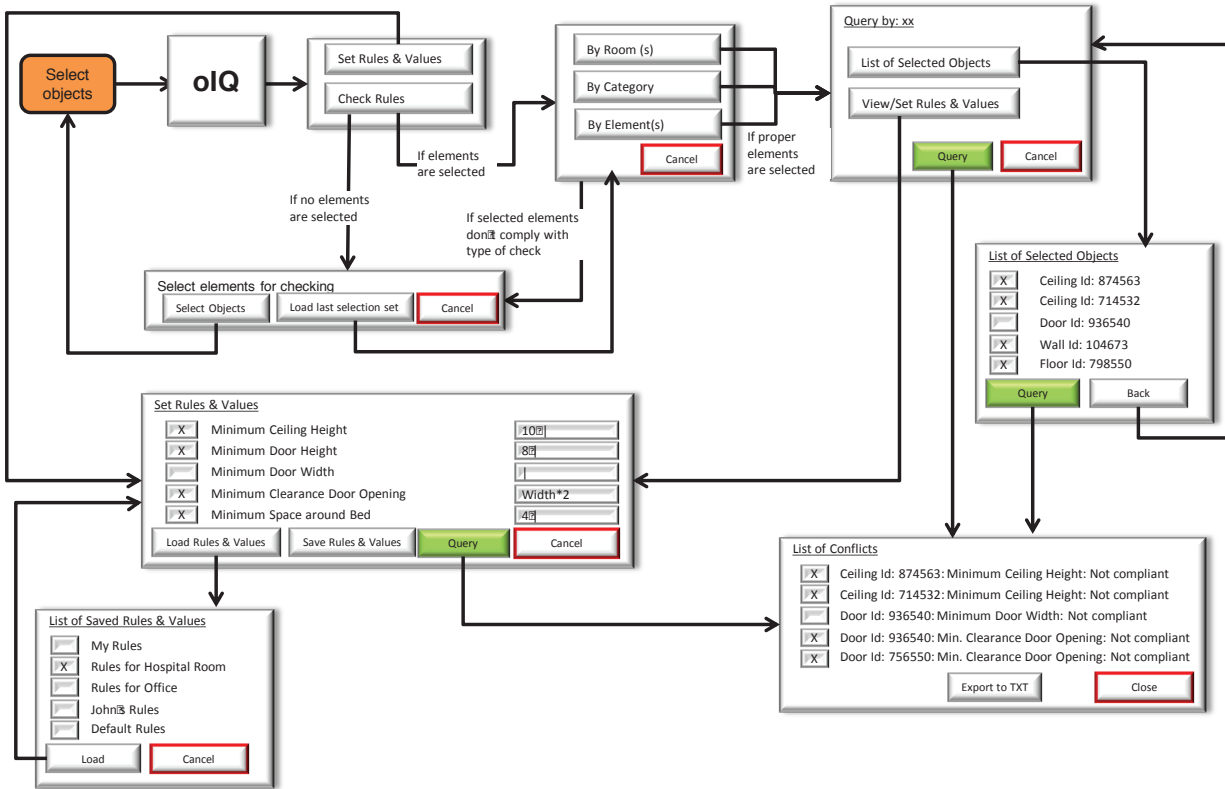 Select
objects
oIQ
Set Rules & Values
Check Rules
If no elements
are selected
If elements
are selected
By Room (s)
By Category
By Element(s)
Cancel
If proper
elements
are selected
If selected elements
don⍰t comply with
type of check
Query by: xx
List of Selected Objects
View/Set Rules & Values
Query
Cancel
Select elements for checking
Select Objects
Load last selection set
Cancel
List of Selected Objects
X Ceiling Id: 874563
X Ceiling Id: 714532
Door Id: 936540
X Wall Id: 104673
X Floor Id: 798550
Query
Back
Set Rules & Values
X Minimum Ceiling Height 10⍰|
X Minimum Door Height 8⍰|
Minimum Door Width |
X Minimum Clearance Door Opening Width*2
X Minimum Space around Bed 4⍰|
Load Rules & Values
Save Rules & Values
Query
Cancel
List of Saved Rules & Values
My Rules
X Rules for Hospital Room
Rules for Office
John⍰s Rules
Default Rules
Load
Cancel
List of Conflicts
X Ceiling Id: 874563: Minimum Ceiling Height: Not compliant
X Ceiling Id: 714532: Minimum Ceiling Height: Not compliant
Door Id: 936540: Minimum Door Width: Not compliant
X Door Id: 936540: Min. Clearance Door Opening: Not compliant
X Door Id: 756550: Min. Clearance Door Opening: Not compliant
Export to TXT
Close